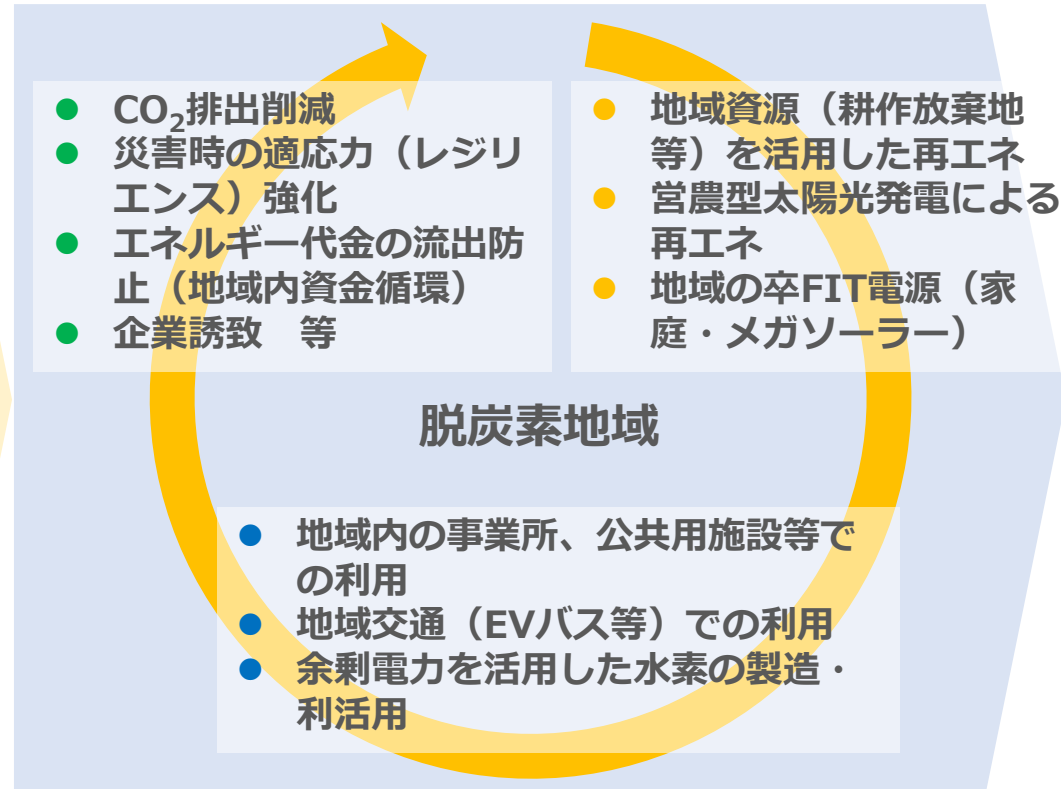 ● CO₂排出削減
● 災害時の適応力（レジリ
エンス）強化
● エネルギー代金の流出防
止（地域内資金循環）
● 企業誘致　等
● 地域資源（耕作放棄地
等）を活用した再エネ
● 営農型太陽光発電による
再エネ
● 地域の卒FIT電源（家
庭・メガソーラー）
脱炭素地域
● 地域内の事業所、公共用施設等で
の利用
● 地域交通（EVバス等）での利用
● 余剰電力を活用した水素の製造・
利活用